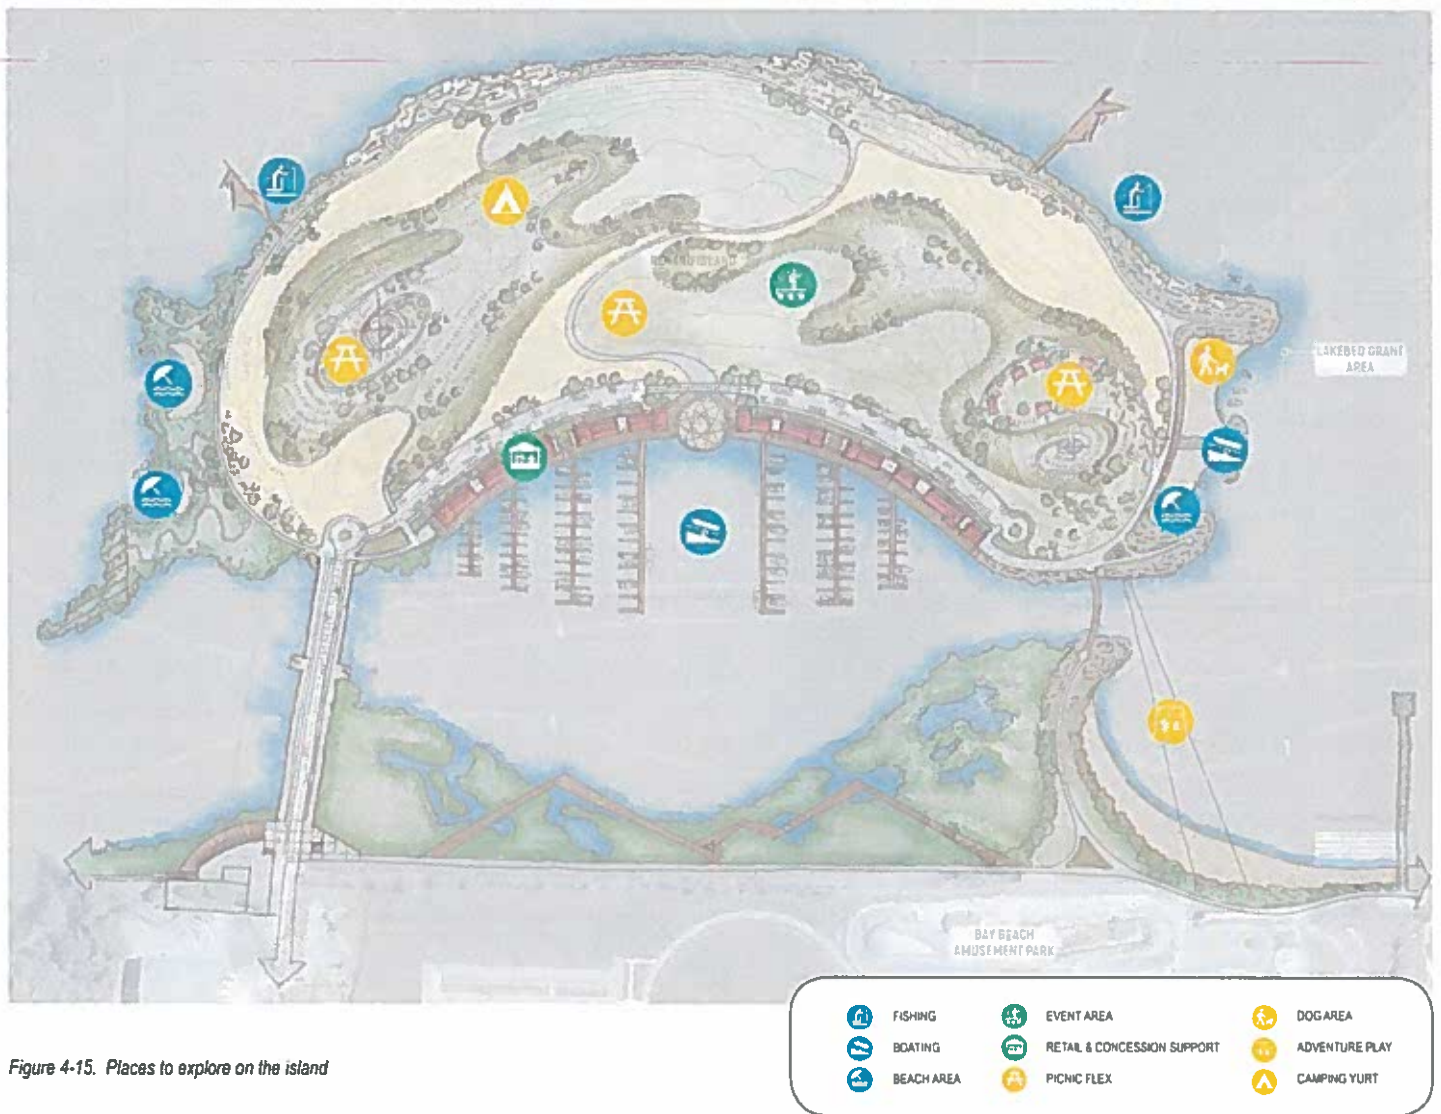 LAKEBED GRANT
AREA
BAY BEACH
AMUSEMENT PARK
FISHING
BOATING
BEACH AREA
EVENT AREA
RETAIL & CONCESSION SUPPORT
PICNIC FLEX
DOG AREA
ADVENTURE PLAY
CAMPING YURT
Figure 4-15. Places to explore on the island